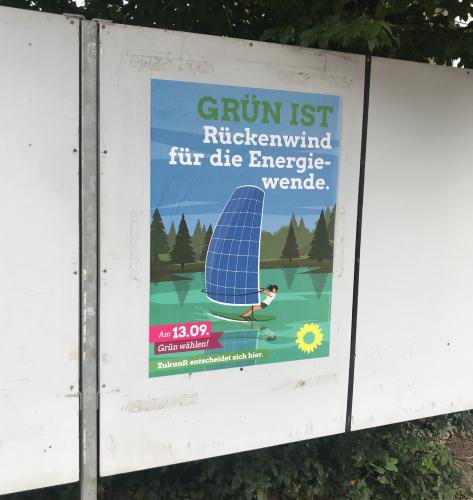 GRÜN IST
Rückenwind
für die Energie-
wende.
Am 13.09.
Grün wählen!
Zukunft entscheidet sich hier.